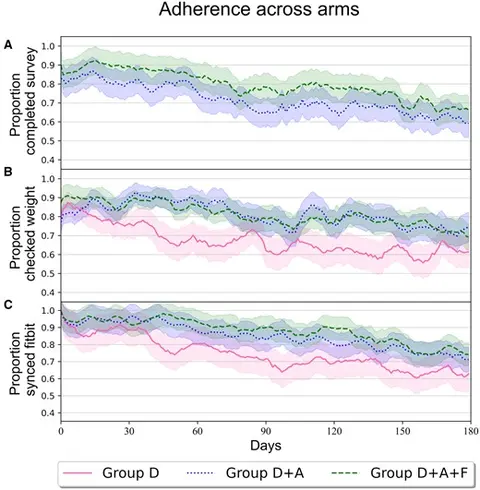 Adherence across arms
A
Proportion
completed survey
1.0
0.9
0.8
0.7
0.6
0.5
0.4
B
Proportion
checked weight
1.0
0.9
0.8
0.7
0.6
0.5
0.4
C
Proportion
synced fitbit
1.0
0.9
0.8
0.7
0.6
0.5
0.4
0 30 60 90 120 150 180
Days
Group D Group D+A Group D+A+F